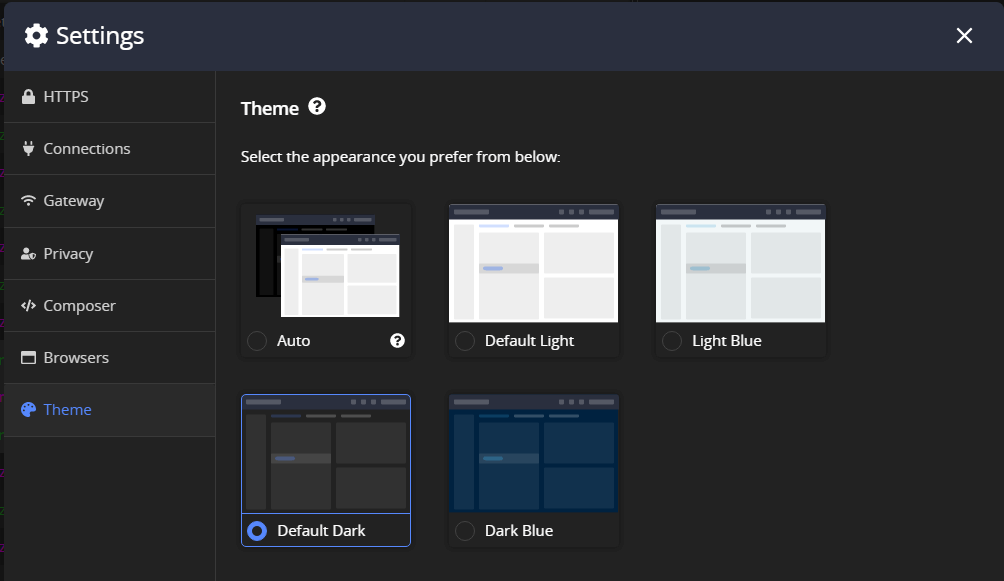 Settings
HTTPS
Connections
Gateway
Privacy
Composer
Browsers
Theme
Theme
Select the appearance you prefer from below:
Auto
Default Light
Light Blue
Default Dark
Dark Blue